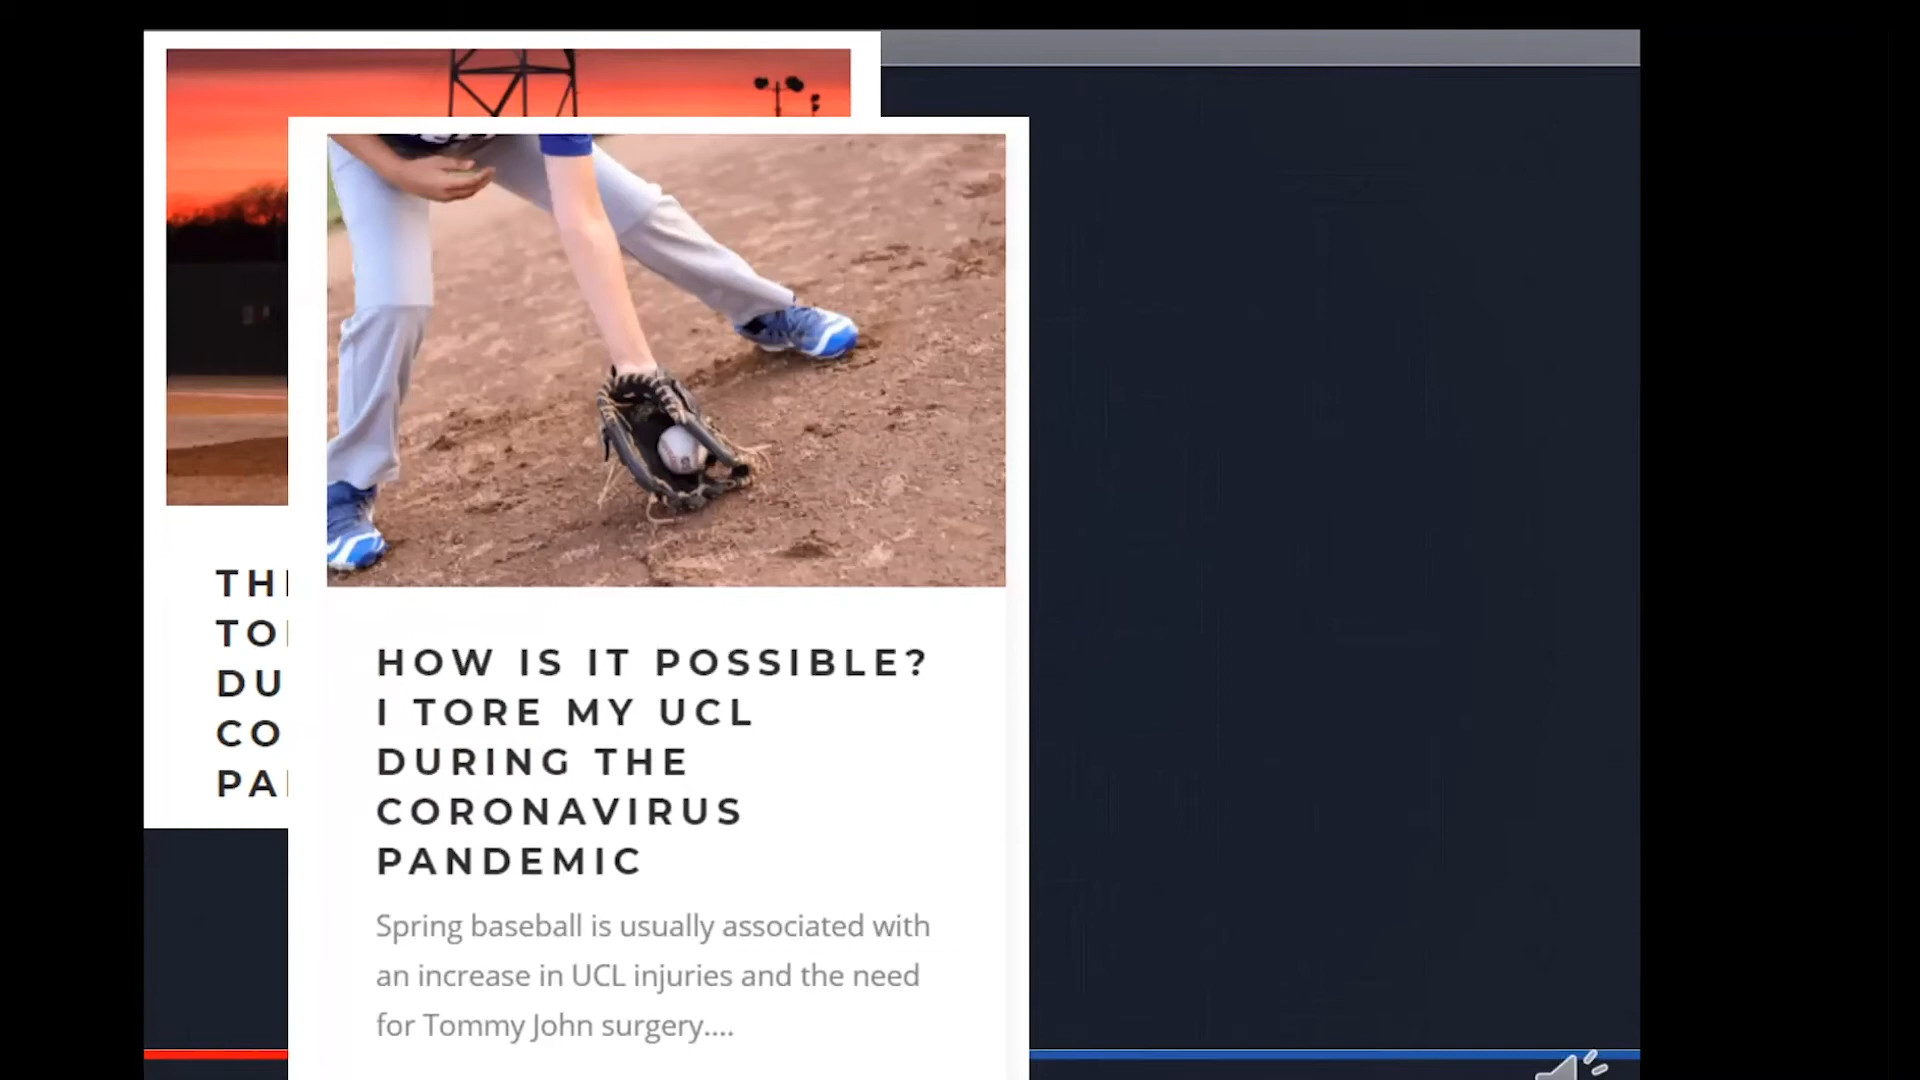 HOW IS IT POSSIBLE?
I TORE MY UCL
DURING THE
CORONAVIRUS
PANDEMIC
Spring baseball is usually associated with
an increase in UCL injuries and the need
for Tommy John surgery....